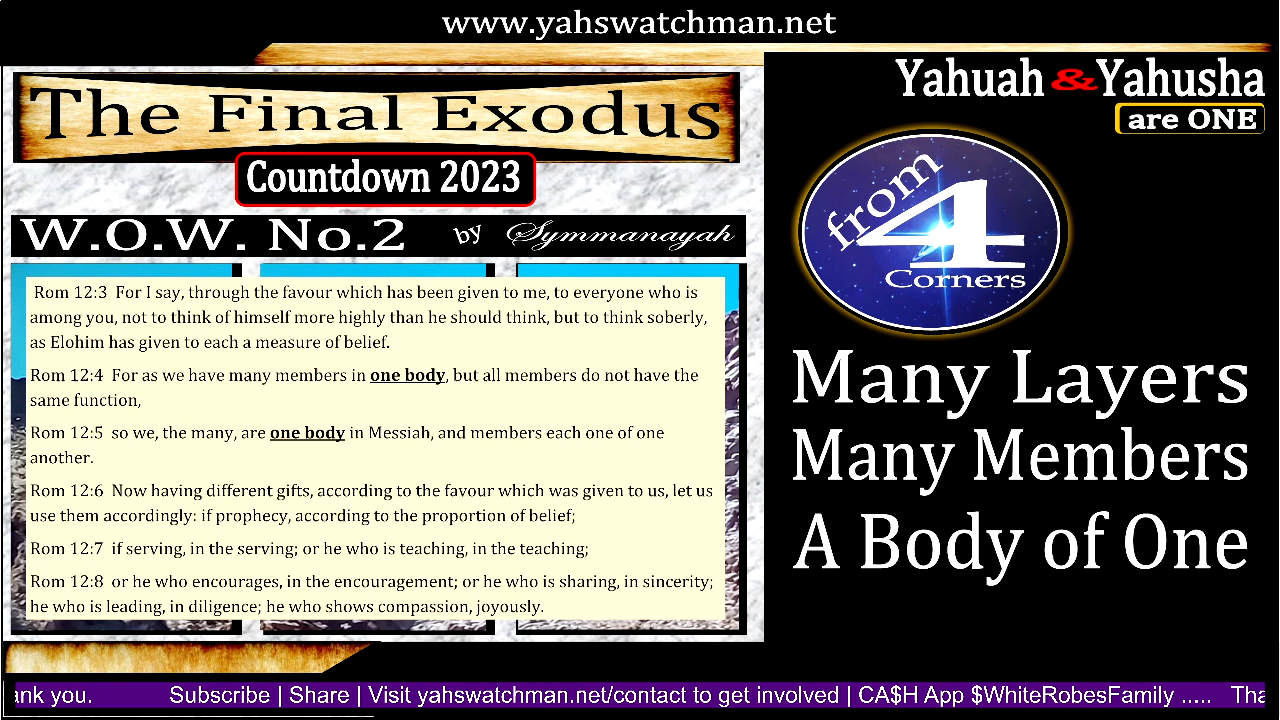 www.yahswatchman.net
The Final Exodus
Countdown 2023
W.O.W. No.2 by Symmanayah
Rom 12:3 For I say, through the favour which has been given to me, to everyone who is
among you, not to think of himself more highly than he should think, but to think soberly,
as Elohim has given to each a measure of belief.
Rom 12:4 For as we have many members in one body, but all members do not have the
same function,
Rom 12:5 so we, the many, are one body in Messiah, and members each one of one
another.
Rom 12:6 Now having different gifts, according to the favour which was given to us, let us
use them accordingly: if prophecy, according to the proportion of belief;
Rom 12:7 if serving, in the serving; or he who is teaching, in the teaching;
Rom 12:8 or he who encourages, in the encouragement; or he who is sharing, in sincerity;
he who is leading, in diligence; he who shows compassion, joyously.
Yahuah & Yahusha
are ONE
from
4
Corners
Many Layers
Many Members
A Body of One
ank you. Subscribe | Share | Visit yahswatchman.net/contact to get involved | CA$H App $WhiteRobesFamily ..... Tha